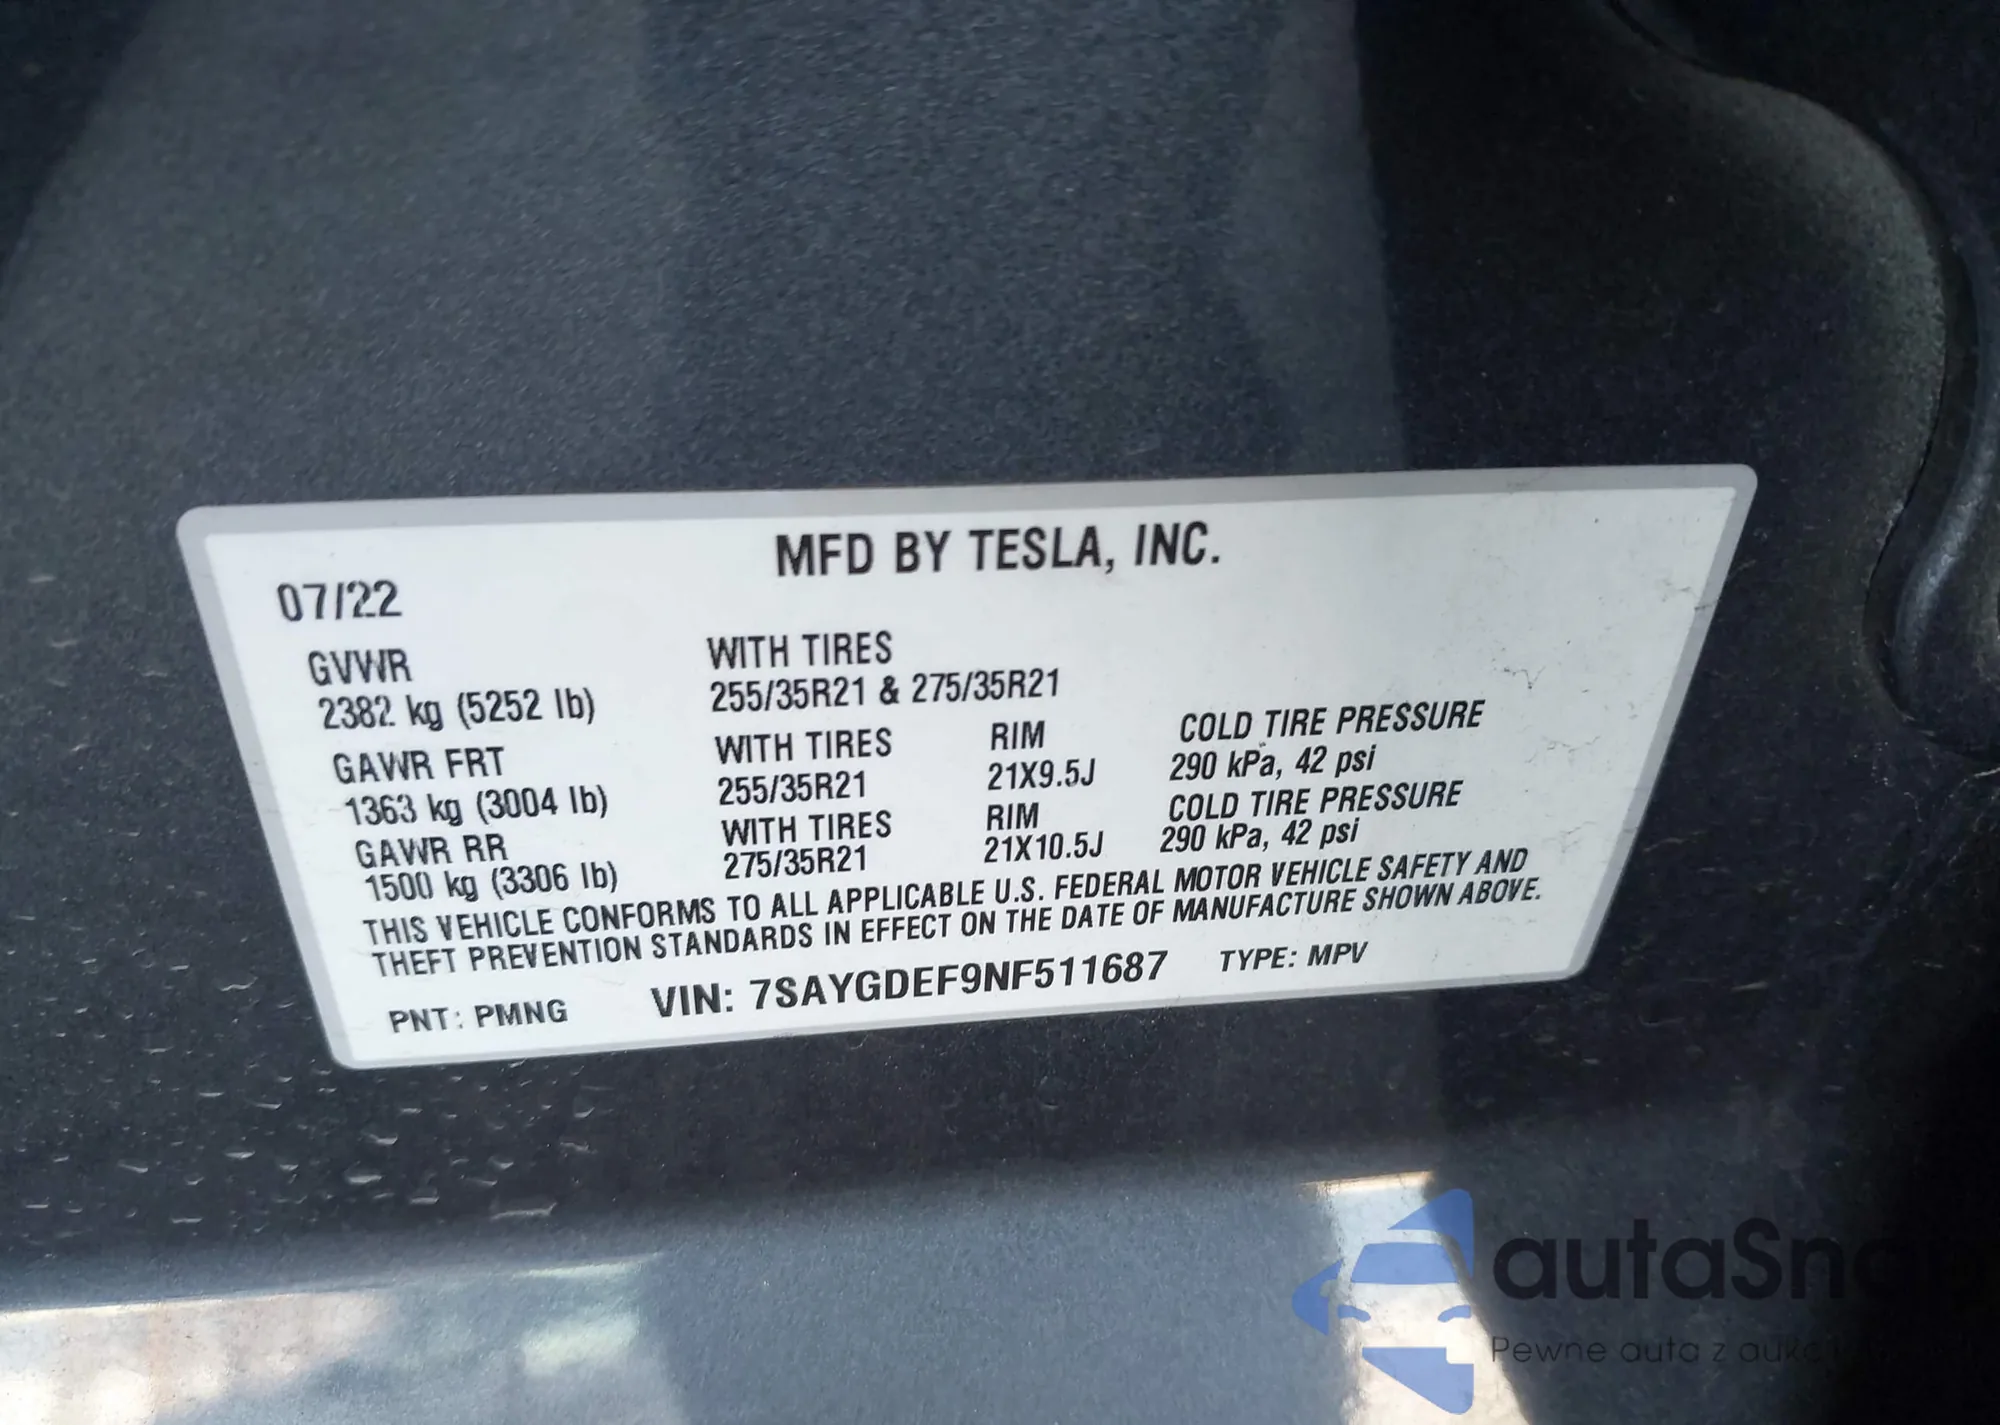 MFD BY TESLA, INC.
07/22
GVWR
2382 kg (5252 lb)
WITH TIRES
255/35R21 & 275/35R21
GAWR FRT
1363 kg (3004 lb)
WITH TIRES
255/35R21
RIM
21X9.5J
COLD TIRE PRESSURE
290 kPa, 42 psi
GAWR RR
1500 kg (3306 lb)
WITH TIRES
275/35R21
RIM
21X10.5J
COLD TIRE PRESSURE
290 kPa, 42 psi
THIS VEHICLE CONFORMS TO ALL APPLICABLE U.S. FEDERAL MOTOR VEHICLE SAFETY AND
THEFT PREVENTION STANDARDS IN EFFECT ON THE DATE OF MANUFACTURE SHOWN ABOVE.
PNT: PMNG VIN: 7SAYGDEF9NF511687 TYPE: MPV
Pewne auta z